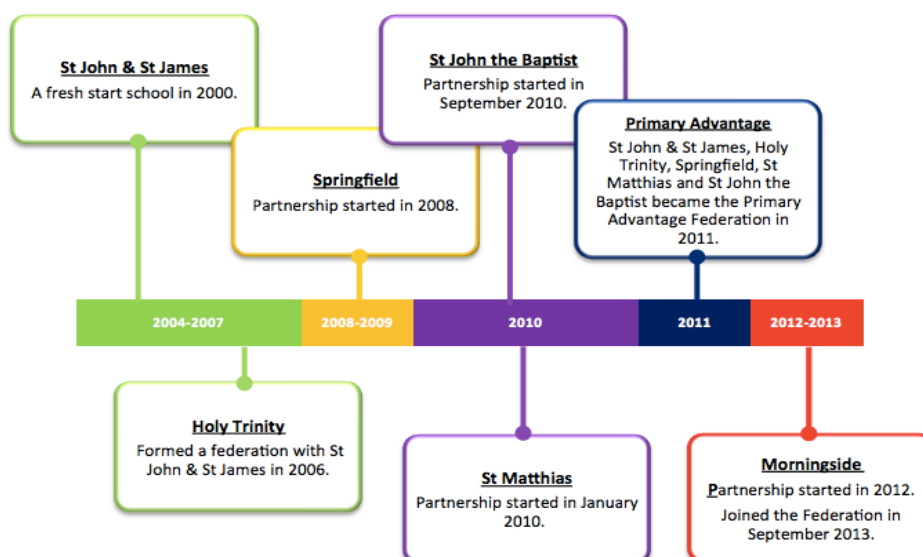 St John & St James
A fresh start school in 2000.
St John the Baptist
Partnership started in
September 2010.
Springfield
Partnership started in 2008.
Primary Advantage
St John & St James, Holy
Trinity, Springfield, St
Matthias and St John the
Baptist became the Primary
Advantage Federation in
2011.
2004-2007
2008-2009
2010
2011
2012-2013
Holy Trinity
Formed a federation with St
John & St James in 2006.
St Matthias
Partnership started in January
2010.
Morningside
Partnership started in 2012.
Joined the Federation in
September 2013.